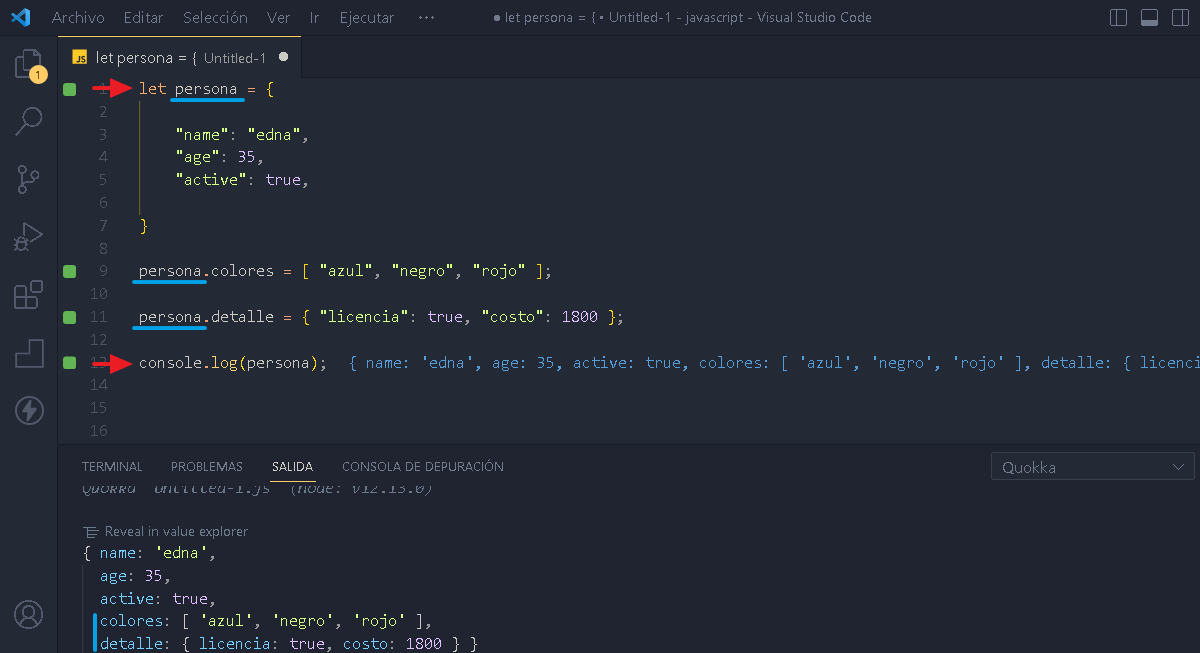 Archivo Editar Selección Ver Ir Ejecutar ··· ● let persona = { • Untitled-1 - javascript - Visual Studio Code
JS let persona = { Untitled-1 ●
1
1 let persona = {
2
3 "name": "edna",
4 "age": 35,
5 "active": true,
6
7 }
8
9 persona.colores = [ "azul", "negro", "rojo" ];
10
11 persona.detalle = { "licencia": true, "costo": 1800 };
12
13 console.log(persona); { name: 'edna', age: 35, active: true, colores: [ 'azul', 'negro', 'rojo' ], detalle: { licenci
14
15
16
TERMINAL PROBLEMAS SALIDA CONSOLA DE DEPURACIÓN Quokka
Quokka 'Untitled-1.js' (node: v12.13.0)
Reveal in value explorer
{ name: 'edna',
age: 35,
active: true,
colores: [ 'azul', 'negro', 'rojo' ],
detalle: { licencia: true, costo: 1800 } }